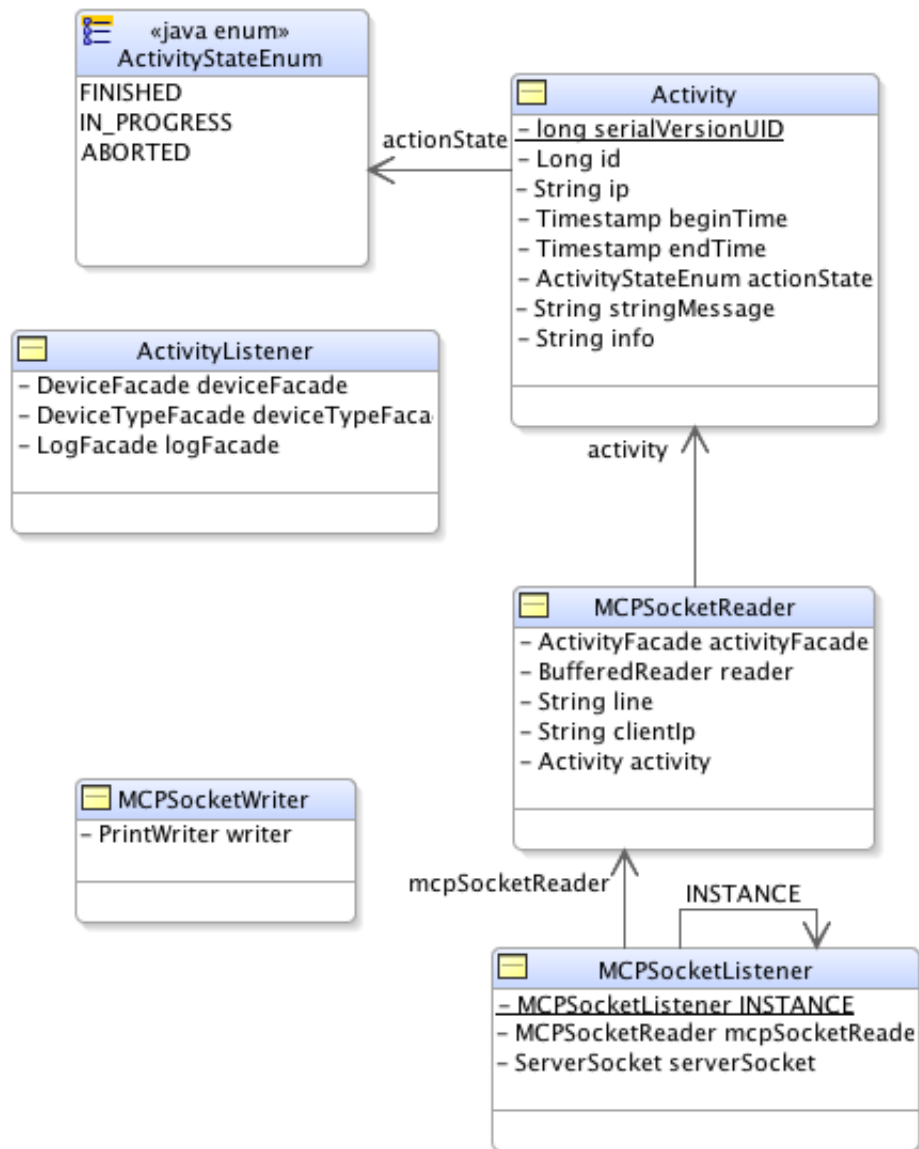 «java enum»
ActivityStateEnum
FINISHED
IN_PROGRESS
ABORTED
actionState
Activity
- long serialVersionUID
- Long id
- String ip
- Timestamp beginTime
- Timestamp endTime
- ActivityStateEnum actionState
- String stringMessage
- String info
ActivityListener
- DeviceFacade deviceFacade
- DeviceTypeFacade deviceTypeFaca
- LogFacade logFacade
activity
MCPSocketReader
- ActivityFacade activityFacade
- BufferedReader reader
- String line
- String clientIp
- Activity activity
MCPSocketWriter
- PrintWriter writer
mcpSocketReader
INSTANCE
MCPSocketListener
- MCPSocketListener INSTANCE
- MCPSocketReader mcpSocketReade
- ServerSocket serverSocket